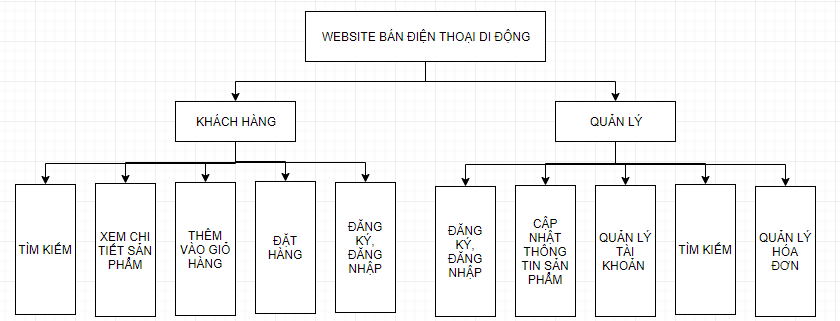 WEBSITE BÁN ĐIỆN THOẠI DI ĐỘNG
KHÁCH HÀNG
QUẢN LÝ
TÌM KIẾM
XEM CHI
TIẾT SẢN
PHẨM
THÊM
VÀO GIỎ
HÀNG
ĐẶT
HÀNG
ĐĂNG
KÝ,
ĐĂNG
NHẬP
ĐĂNG
KÝ,
ĐĂNG
NHẬP
CẬP
NHẬT
THÔNG
TIN SẢN
PHẨM
QUẢN LÝ
TÀI
KHOẢN
TÌM KIẾM
QUẢN LÝ
HÓA
ĐƠN